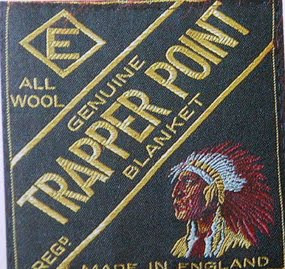 E
ALL
WOOL
GENUINE
TRAPPER POINT
BLANKET
REGD
MADE IN ENGLAND